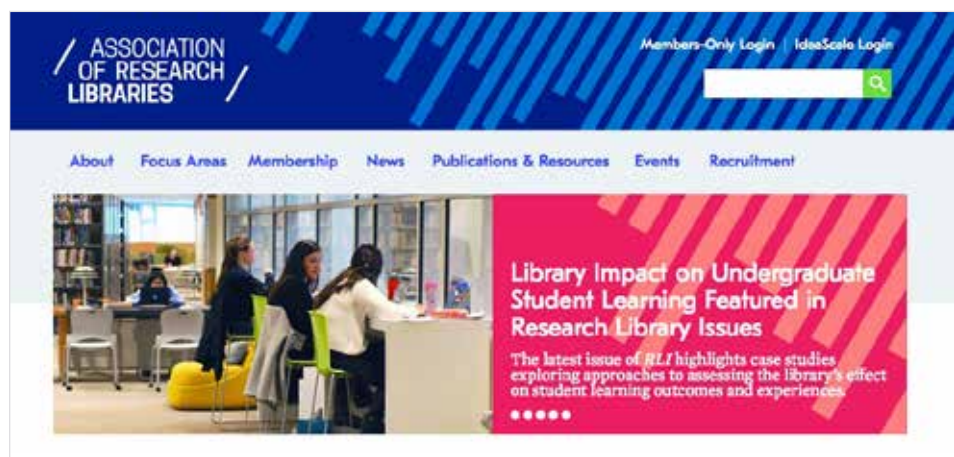 ASSOCIATION
OF RESEARCH
LIBRARIES
Members-Only Login | IdeaScale Login
About Focus Areas Membership News Publications & Resources Events Recruitment
Library Impact on Undergraduate
Student Learning Featured in
Research Library Issues
The latest issue of RLI highlights case studies
exploring approaches to assessing the library's effect
on student learning outcomes and experiences.